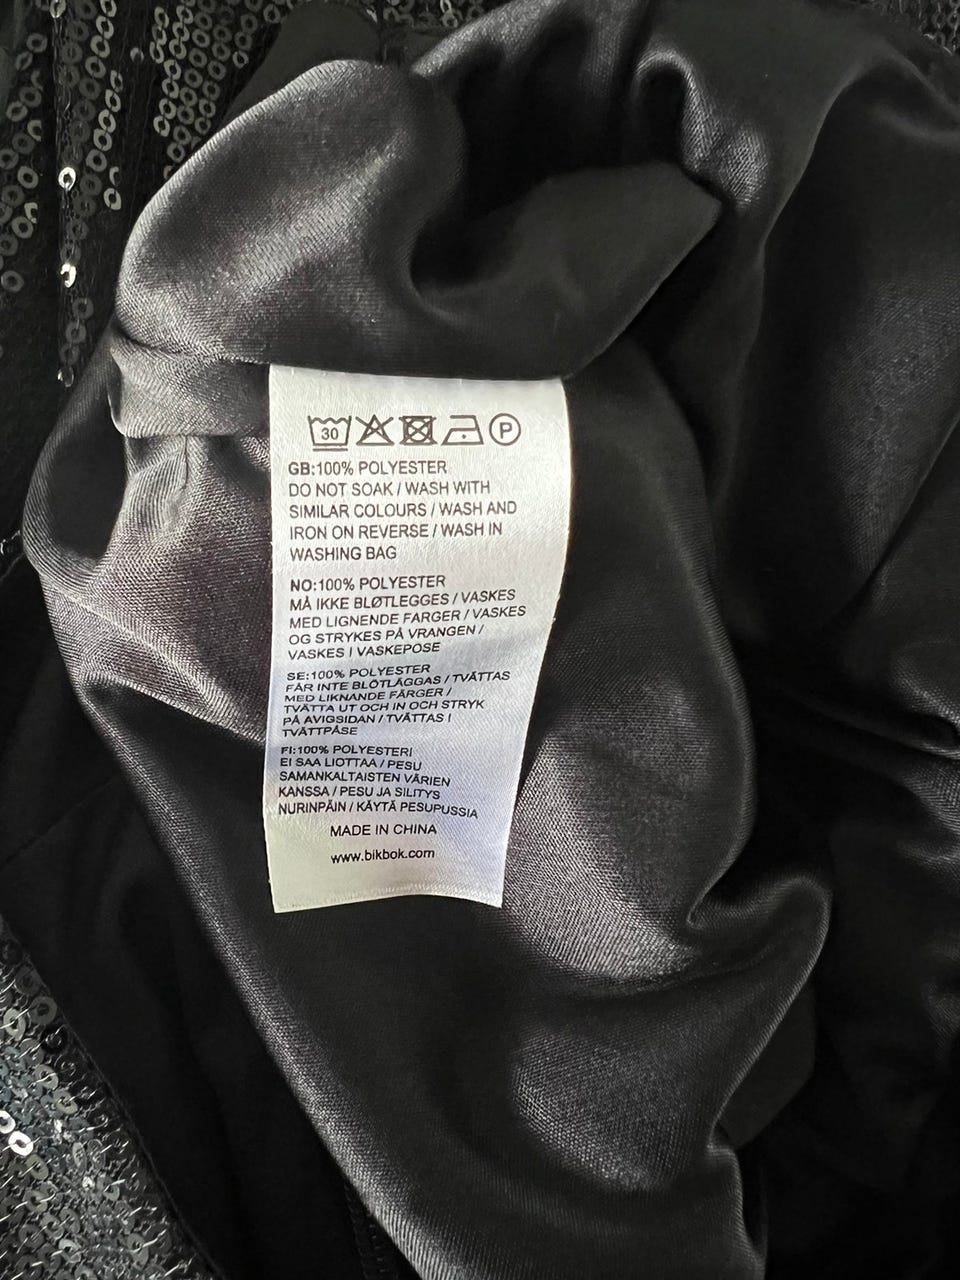 30 P
GB:100% POLYESTER
DO NOT SOAK / WASH WITH
SIMILAR COLOURS / WASH AND
IRON ON REVERSE / WASH IN
WASHING BAG
NO:100% POLYESTER
MÅ IKKE BLØTLEGGES / VASKES
MED LIGNENDE FARGER / VASKES
OG STRYKES PÅ VRANGEN /
VASKES I VASKEPOSE
SE:100% POLYESTER
FÅR INTE BLÖTLÄGGAS / TVÄTTAS
MED LIKNANDE FÄRGER /
TVÄTTA UT OCH IN OCH STRYK
PÅ AVIGSIDAN / TVÄTTAS I
TVÄTTPÅSE
FI:100% POLYESTERI
EI SAA LIOTTAA / PESU
SAMANKALTAISTEN VÄRIEN
KANSSA / PESU JA SILITYS
NURINPÄIN / KÄYTÄ PESUPUSSIA
MADE IN CHINA
www.bikbok.com